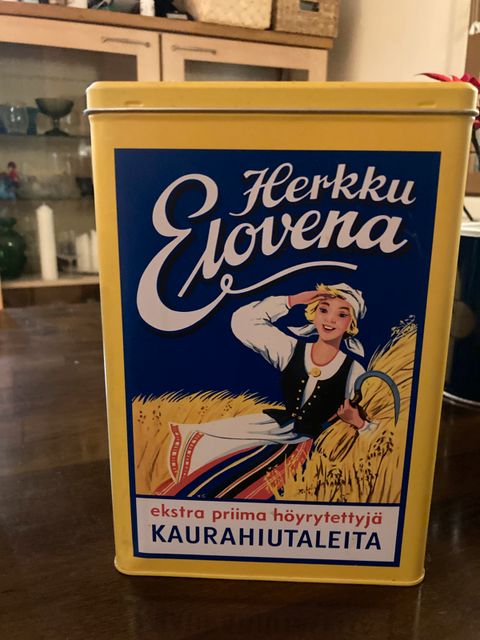 Herkku
Elovena
ekstra priima höyrytettyjä
KAURAHIUTALEITA